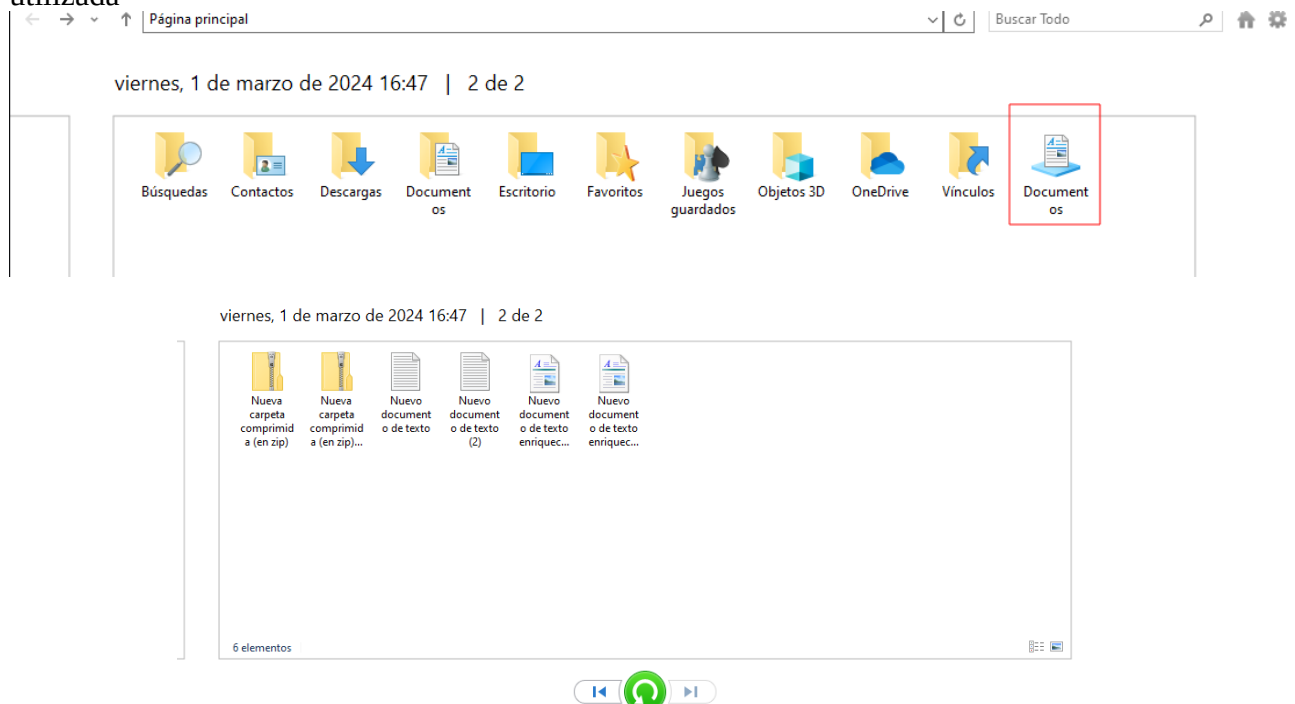 utilizada
Página principal
Buscar Todo
viernes, 1 de marzo de 2024 16:47 | 2 de 2
Búsquedas Contactos Descargas Document Escritorio Favoritos Juegos Objetos 3D OneDrive Vínculos Document
os guardados os
viernes, 1 de marzo de 2024 16:47 | 2 de 2
Nueva Nueva Nuevo Nuevo Nuevo Nuevo
carpeta carpeta document document document document
comprimid comprimid o de texto o de texto o de texto o de texto
a (en zip) a (en zip)... (2) enriquec... enriquec...
6 elementos